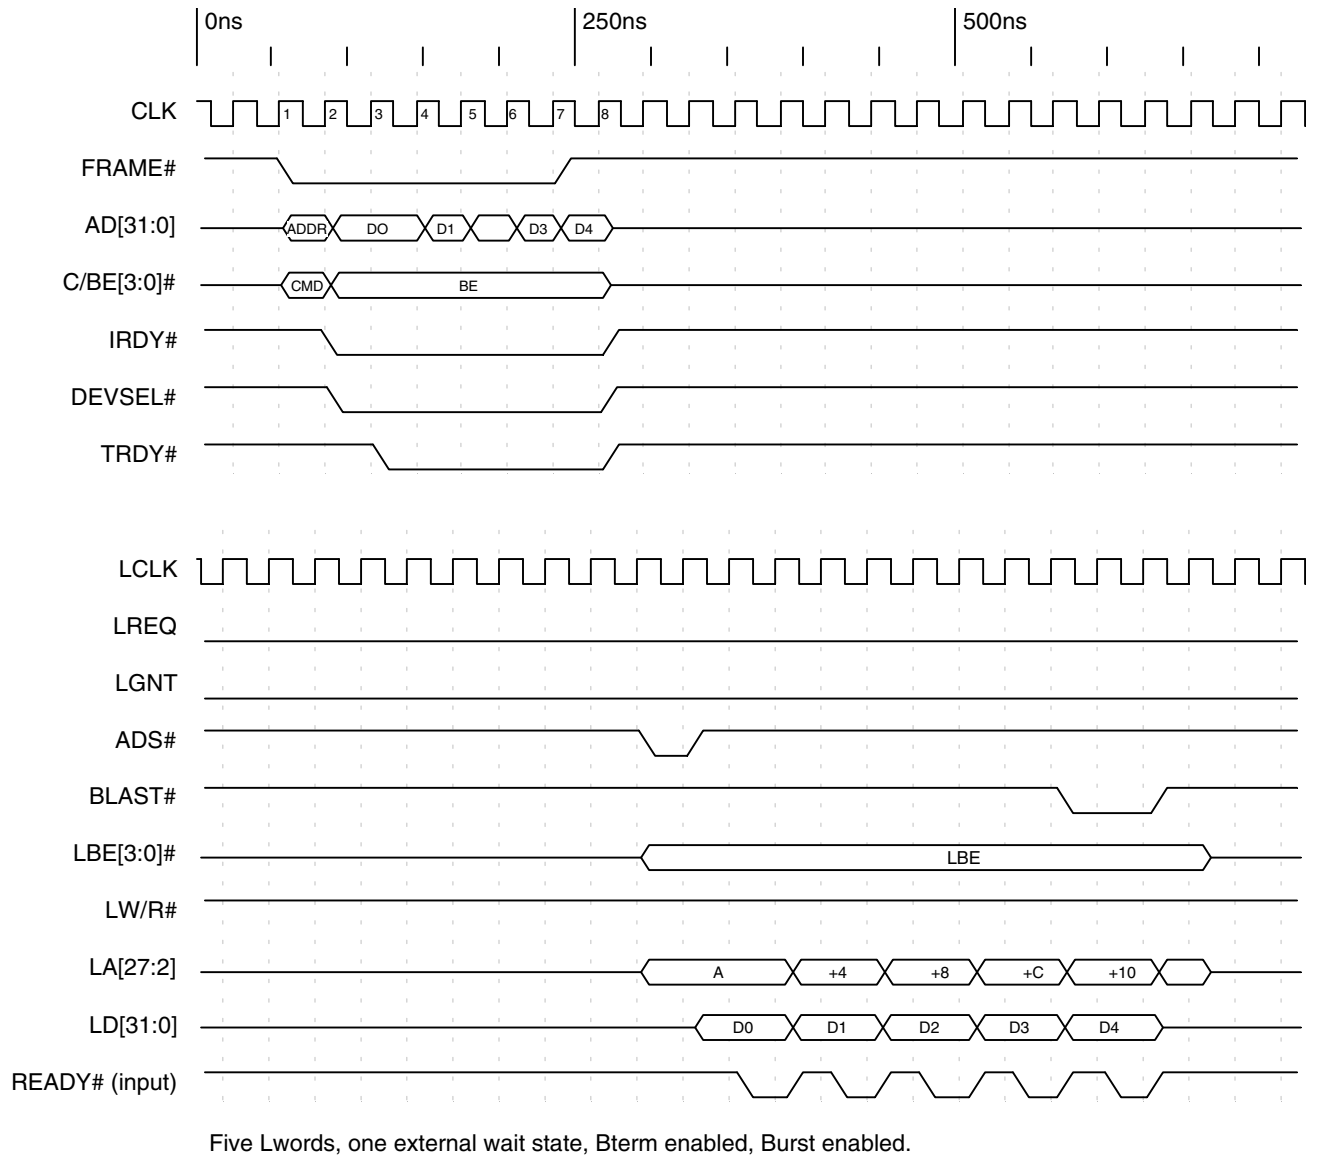 0ns 250ns 500ns
CLK 1 2 3 4 5 6 7 8
FRAME#
AD[31:0] ADDR DO D1 D3 D4
C/BE[3:0]# CMD BE
IRDY#
DEVSEL#
TRDY#
LCLK
LREQ
LGNT
ADS#
BLAST#
LBE[3:0]# LBE
LW/R#
LA[27:2] A +4 +8 +C +10
LD[31:0] D0 D1 D2 D3 D4
READY# (input)
Five Lwords, one external wait state, Bterm enabled, Burst enabled.